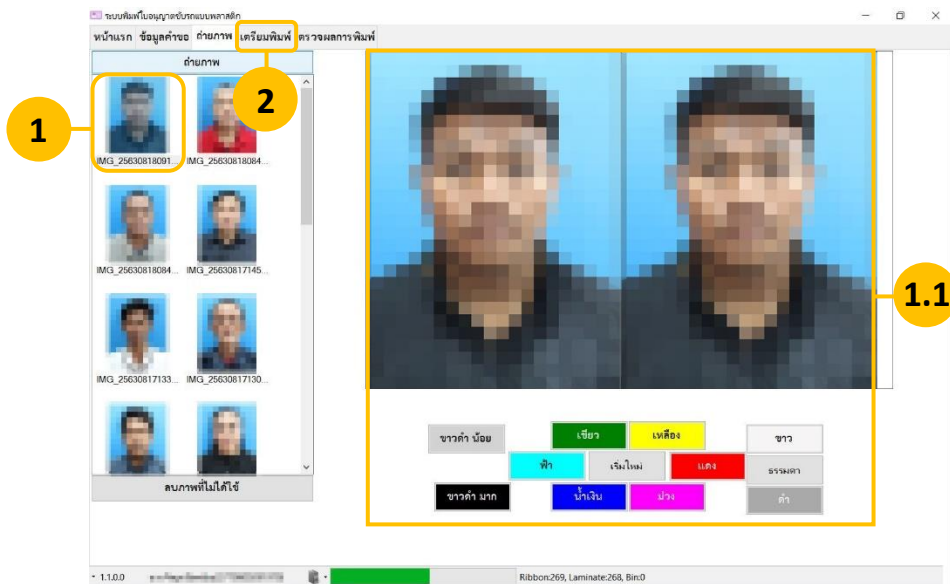 ระบบพิมพ์ใบอนุญาตขับรถแบบพลาสติก
หน้าแรก ข้อมูลคำขอ ถ่ายภาพ เตรียมพิมพ์ ตรวจผลการพิมพ์
ถ่ายภาพ
1
2
IMG_25630818091... IMG_25630818084...
IMG_25630818084... IMG_25630817145...
1.1
IMG_25630817133... IMG_25630817130...
ลบภาพที่ไม่ได้ใช้
ขาวดำ น้อย
เขียว
เหลือง
ขาว
ฟ้า
เริ่มใหม่
แดง
ธรรมดา
ขาวดำ มาก
น้ำเงิน
ม่วง
ดำ
1.1.0.0
Ribbon:269, Laminate:268, Bin:0